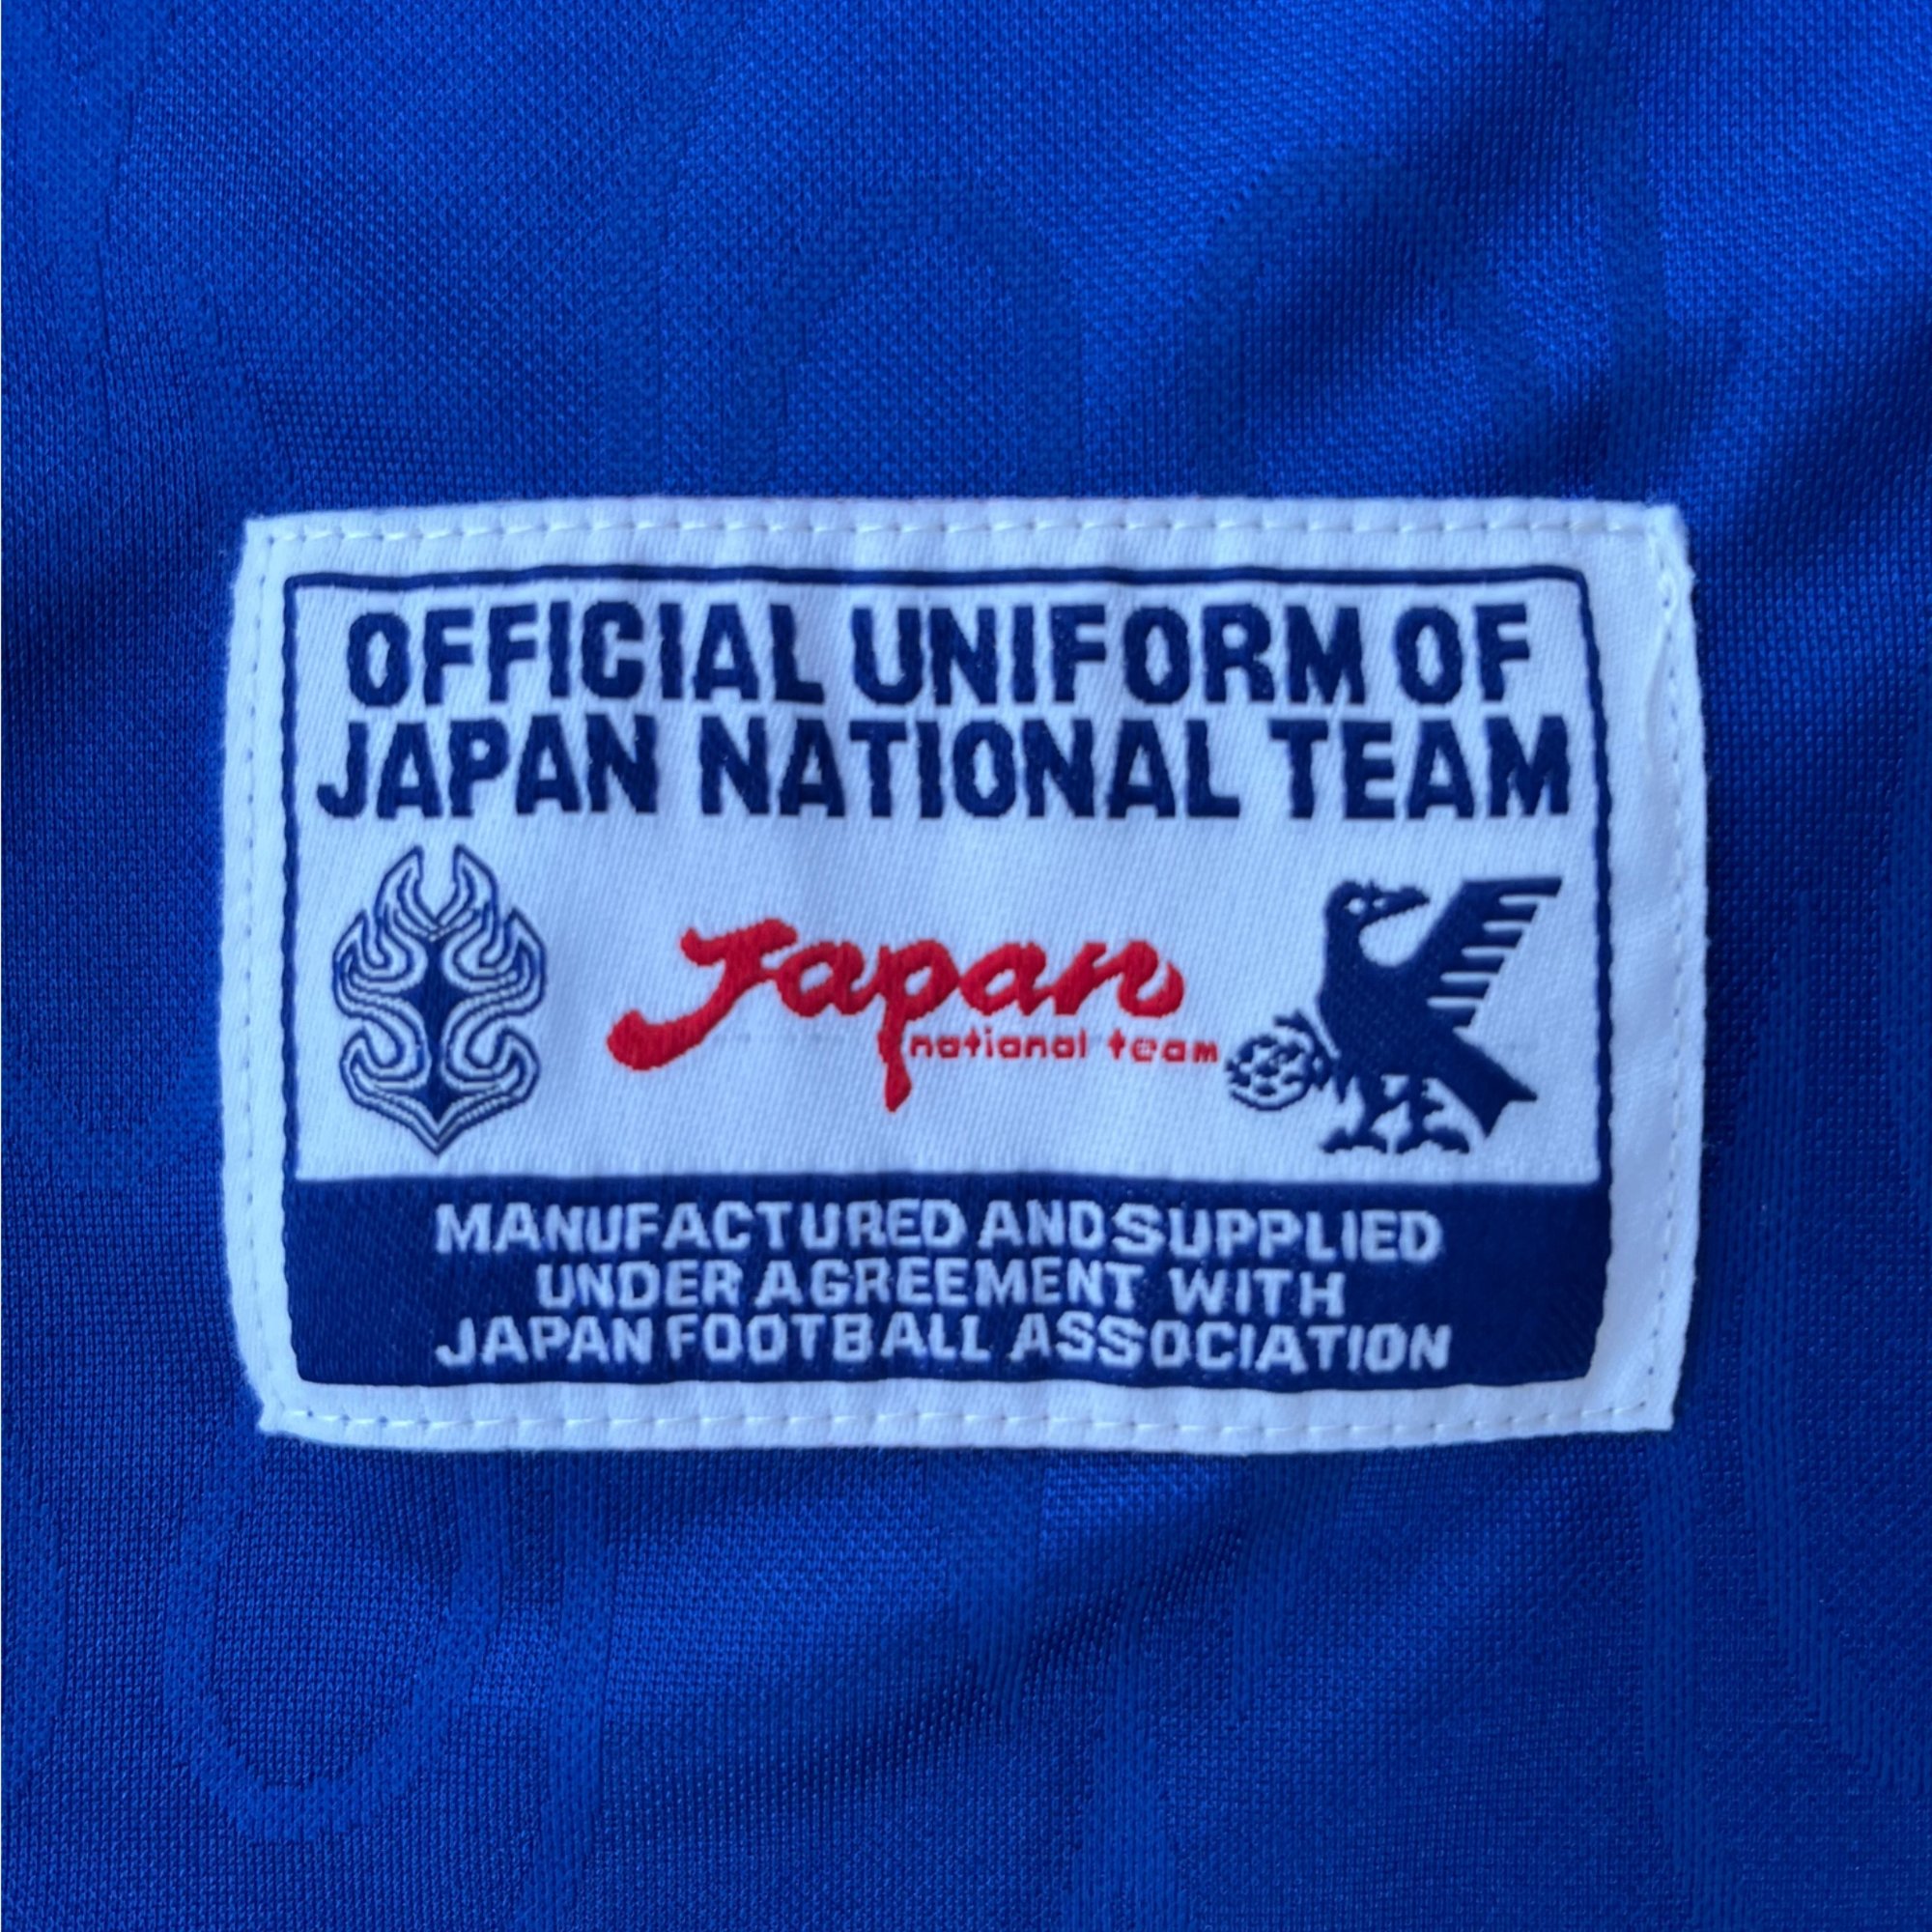 OFFICIAL UNIFORM OF
JAPAN NATIONAL TEAM
Japan
national team
MANUFACTURED AND SUPPLIED
UNDER AGREEMENT WITH
JAPAN FOOTBALL ASSOCIATION